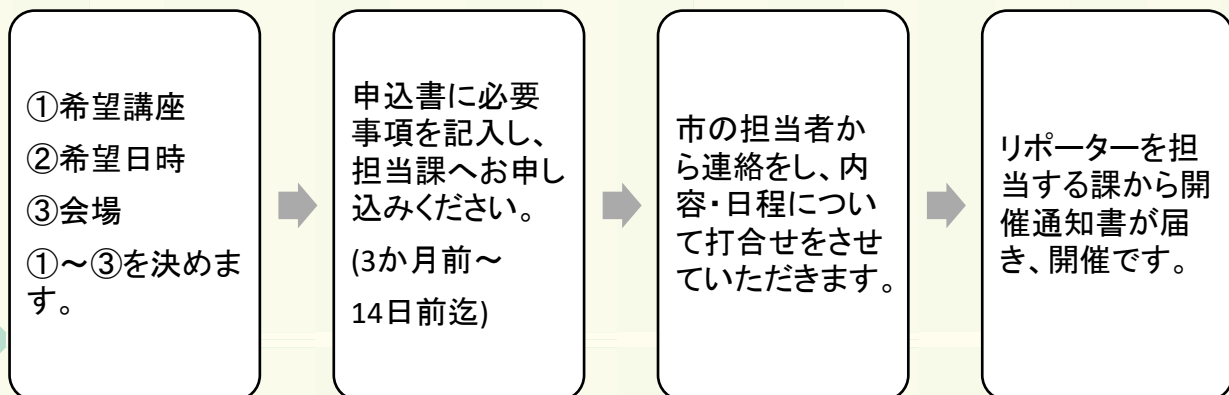 ①希望講座
②希望日時
③会場
①～③を決めま
す。
申込書に必要
事項を記入し、
担当課へお申し
込みください。
(3か月前～
14日前迄)
市の担当者か
ら連絡をし、内
容・日程につい
て打合せをさせ
ていただきます。
リポーターを担
当する課から開
催通知書が届
き、開催です。